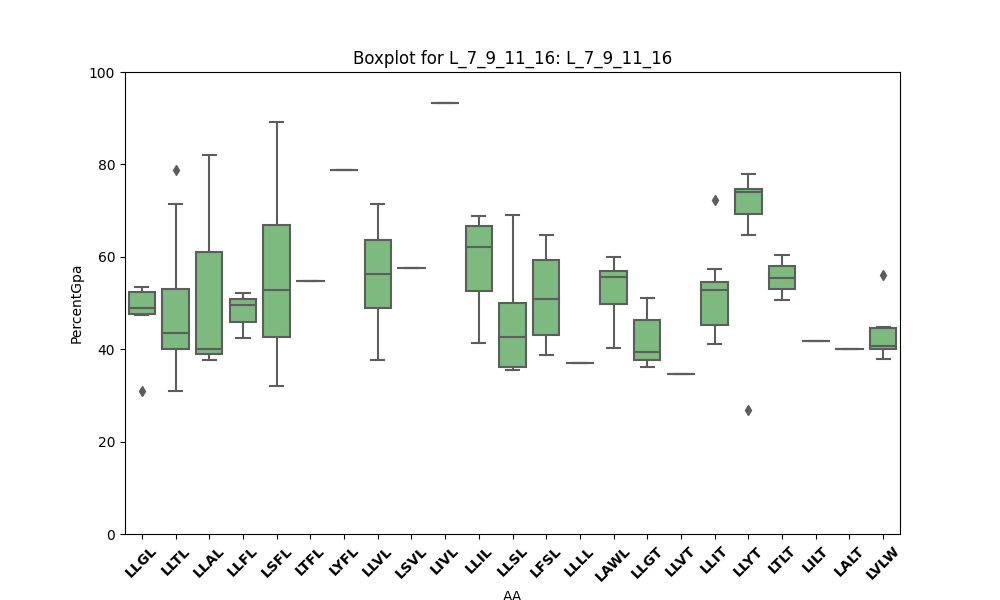 Boxplot for L_7_9_11_16: L_7_9_11_16
PercentGpa
100
80
60
40
20
0
LLGL LLTL LLAL LLFL LSFL LTFL LYFL LLVL LSVL LIVL LLIL LLSL LFSL LLLL LAWL LLGT LLVT LLIT LLYT LTLT LILT LALT LVLW
AA